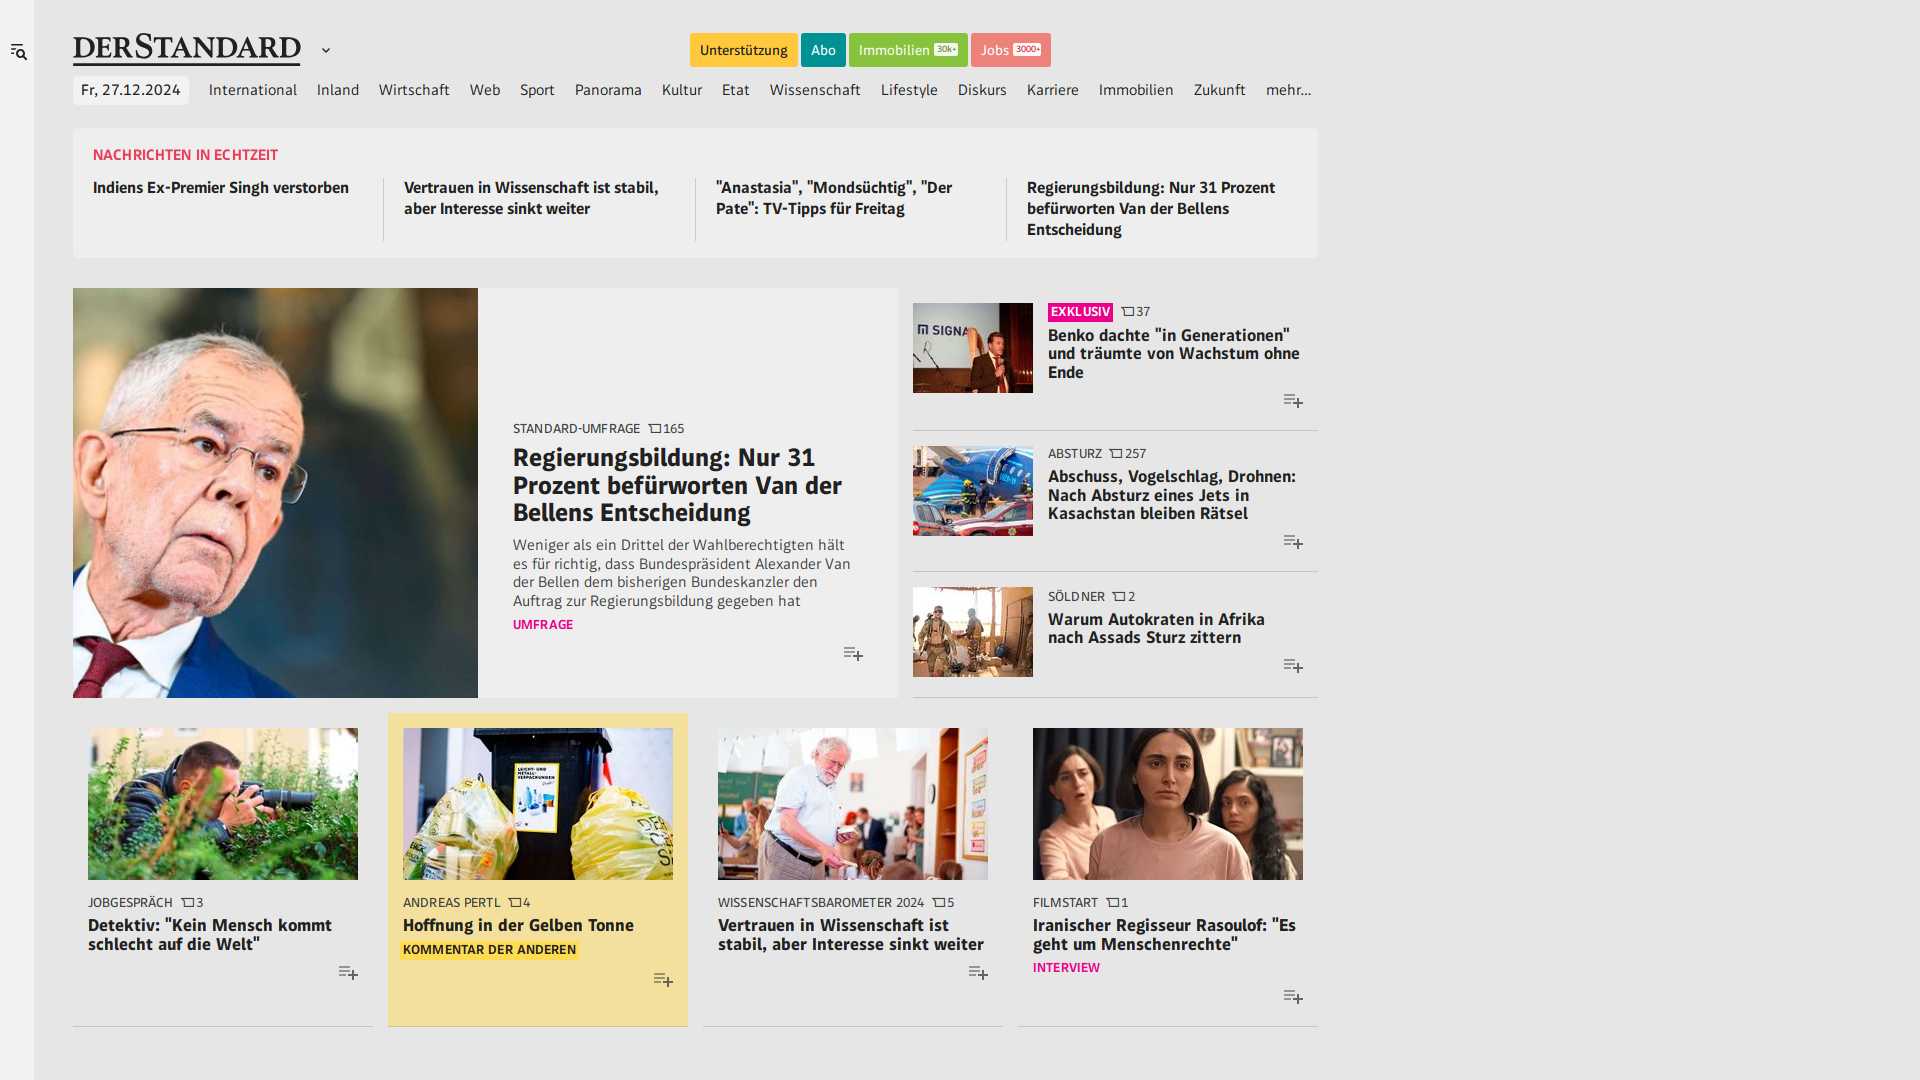 DERSTANDARD
Unterstützung
Abo
Immobilien 30k+
Jobs 3000+
Fr, 27.12.2024
International
Inland
Wirtschaft
Web
Sport
Panorama
Kultur
Etat
Wissenschaft
Lifestyle
Diskurs
Karriere
Immobilien
Zukunft
mehr…
NACHRICHTEN IN ECHTZEIT
Indiens Ex-Premier Singh verstorben
Vertrauen in Wissenschaft ist stabil,
aber Interesse sinkt weiter
"Anastasia", "Mondsüchtig", "Der
Pate": TV-Tipps für Freitag
Regierungsbildung: Nur 31 Prozent
befürworten Van der Bellens
Entscheidung
STANDARD-UMFRAGE 165
Regierungsbildung: Nur 31
Prozent befürworten Van der
Bellens Entscheidung
Weniger als ein Drittel der Wahlberechtigten hält
es für richtig, dass Bundespräsident Alexander Van
der Bellen dem bisherigen Bundeskanzler den
Auftrag zur Regierungsbildung gegeben hat
UMFRAGE
SIGNA
EXKLUSIV 37
Benko dachte "in Generationen"
und träumte von Wachstum ohne
Ende
ABSTURZ 257
Abschuss, Vogelschlag, Drohnen:
Nach Absturz eines Jets in
Kasachstan bleiben Rätsel
SÖLDNER 2
Warum Autokraten in Afrika
nach Assads Sturz zittern
JOBGESPRÄCH 3
Detektiv: "Kein Mensch kommt
schlecht auf die Welt"
LEICHT- UND
METALL-
VERPACKUNGEN
ANDREAS PERTL 4
Hoffnung in der Gelben Tonne
KOMMENTAR DER ANDEREN
WISSENSCHAFTSBAROMETER 2024 5
Vertrauen in Wissenschaft ist
stabil, aber Interesse sinkt weiter
FILMSTART 1
Iranischer Regisseur Rasoulof: "Es
geht um Menschenrechte"
INTERVIEW